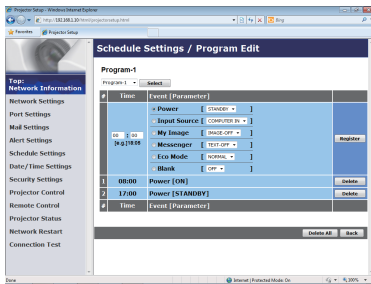 Projector Setup - Windows Internet Explorer
http://192.168.1.10/html/projectorsetup.html
Bing
Favorites Projector Setup
Schedule Settings / Program Edit
Top:
Network Information
Network Settings
Port Settings
Mail Settings
Alert Settings
Schedule Settings
Date/Time Settings
Security Settings
Projector Control
Remote Control
Projector Status
Network Restart
Connection Test
Program-1
Program-1 Select
# Time Event [Parameter]
00 : 00
[e.g.]18:08
Power [ STANDBY ]
Input Source [ COMPUTER IN ]
My Image [ IMAGE-OFF ]
Messenger [ TEXT-OFF ]
Eco Mode [ NORMAL ]
Blank [ OFF ]
Register
1 08:00 Power [ON] Delete
2 17:00 Power [STANDBY] Delete
# Time Event [Parameter]
Delete All Back
Done Internet | Protected Mode: On 100%